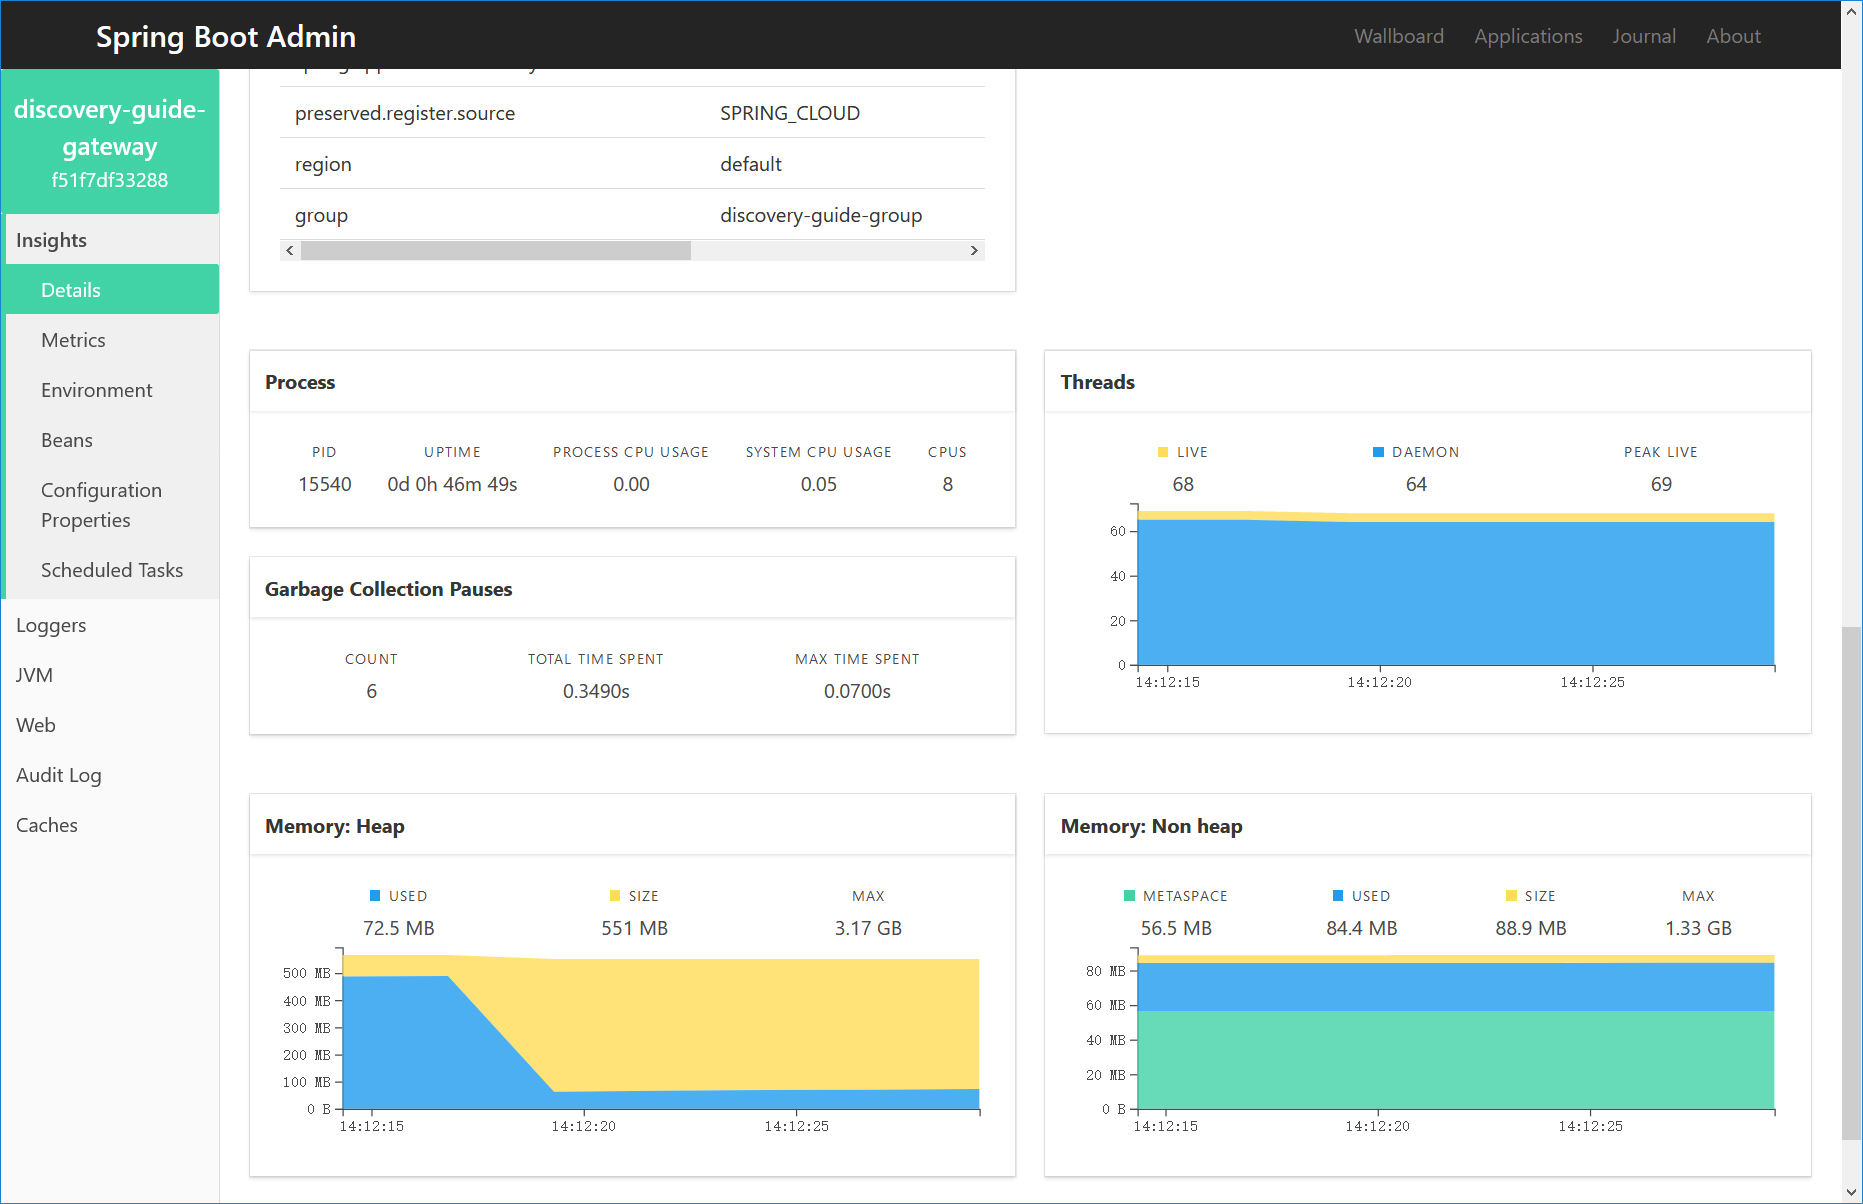 Spring Boot Admin
Wallboard Applications Journal About
discovery-guide-
gateway
f51f7df33288
Insights
Details
Metrics
Environment
Beans
Configuration
Properties
Scheduled Tasks
Loggers
JVM
Web
Audit Log
Caches
preserved.register.source SPRING_CLOUD
region default
group discovery-guide-group
Process
PID UPTIME PROCESS CPU USAGE SYSTEM CPU USAGE CPUS
15540 0d 0h 46m 49s 0.00 0.05 8
Threads
LIVE DAEMON PEAK LIVE
68 64 69
60
40
20
0
14:12:15 14:12:20 14:12:25
Garbage Collection Pauses
COUNT TOTAL TIME SPENT MAX TIME SPENT
6 0.3490s 0.0700s
Memory: Heap
USED SIZE MAX
72.5 MB 551 MB 3.17 GB
500 MB
400 MB
300 MB
200 MB
100 MB
0 B
14:12:15 14:12:20 14:12:25
Memory: Non heap
METASPACE USED SIZE MAX
56.5 MB 84.4 MB 88.9 MB 1.33 GB
80 MB
60 MB
40 MB
20 MB
0 B
14:12:15 14:12:20 14:12:25